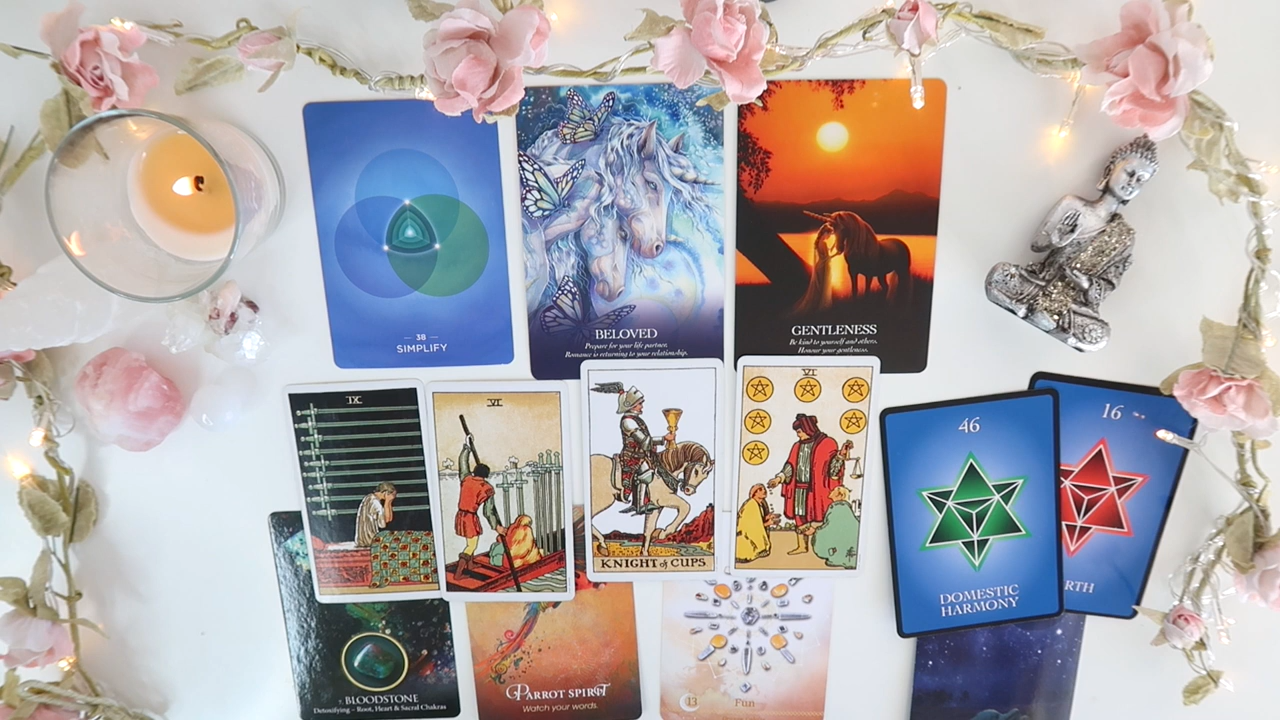 38
SIMPLIFY
BELOVED
Prepare for your life partner.
Romance is returning to your relationship.
GENTLENESS
Be kind to yourself and others.
Honour your gentleness.
IX
VI
KNIGHT of CUPS
VI
46
DOMESTIC
HARMONY
16
RTH
7 BLOODSTONE
Detoxifying ~ Root, Heart & Sacral Chakras
PARROT SPIRIT
Watch your words.
13
Fun